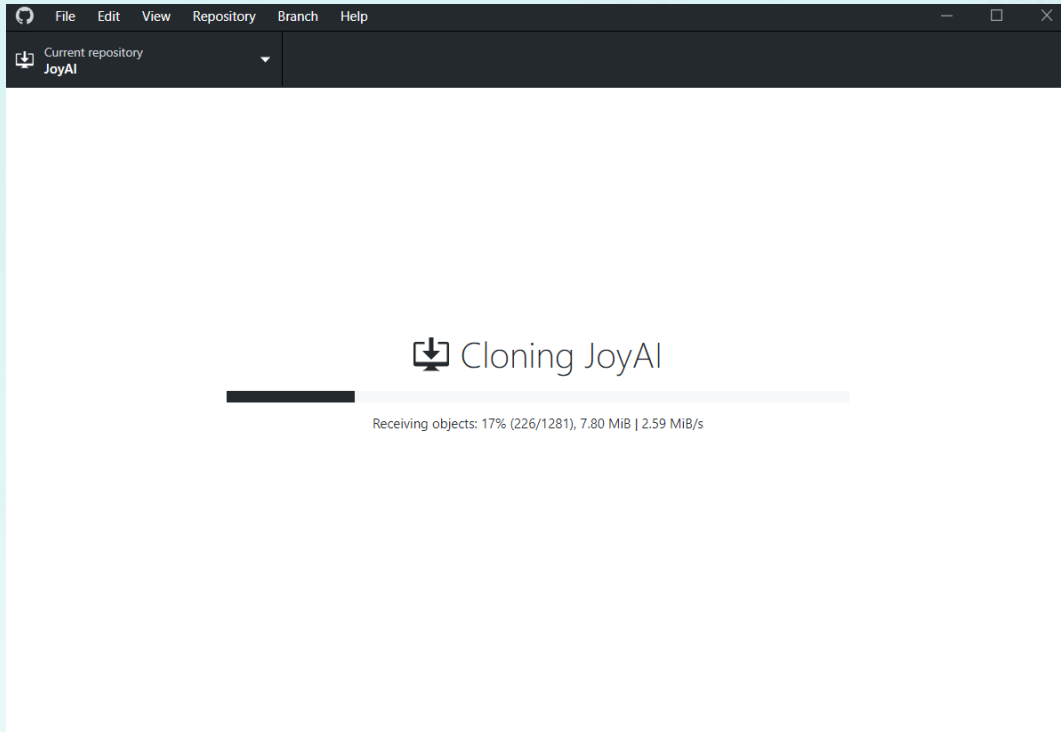 File Edit View Repository Branch Help
Current repository
JoyAI
Cloning JoyAI
Receiving objects: 17% (226/1281), 7.80 MiB | 2.59 MiB/s